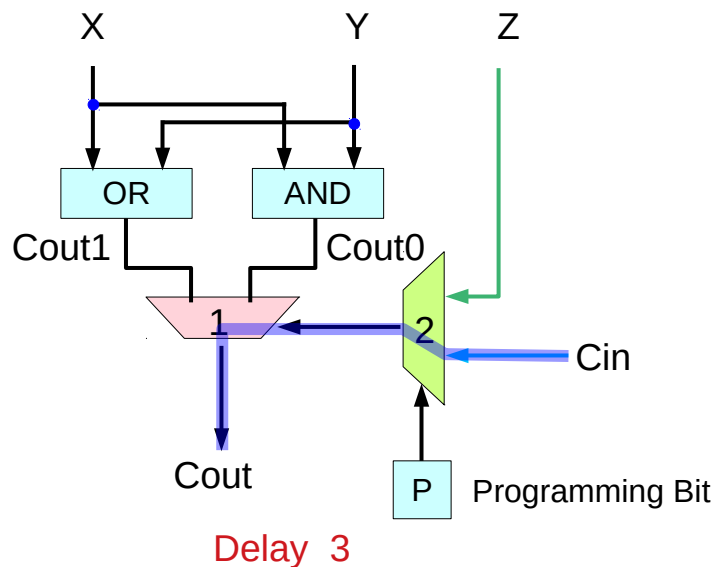 X Y Z
OR AND
Cout1 Cout0
1 2
Cin
Cout
P Programming Bit
Delay 3